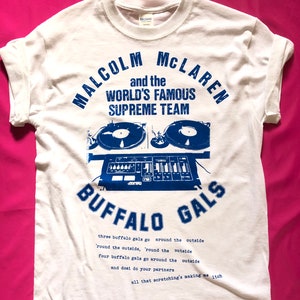 MALCOLM McLAREN
and the
WORLD'S FAMOUS
SUPREME TEAM
BUFFALO GALS
three buffalo gals go around the outside
'round the outside, 'round the outside
four buffalo gals go around the outside
and dosi do your partners
all that scratching's making me itch